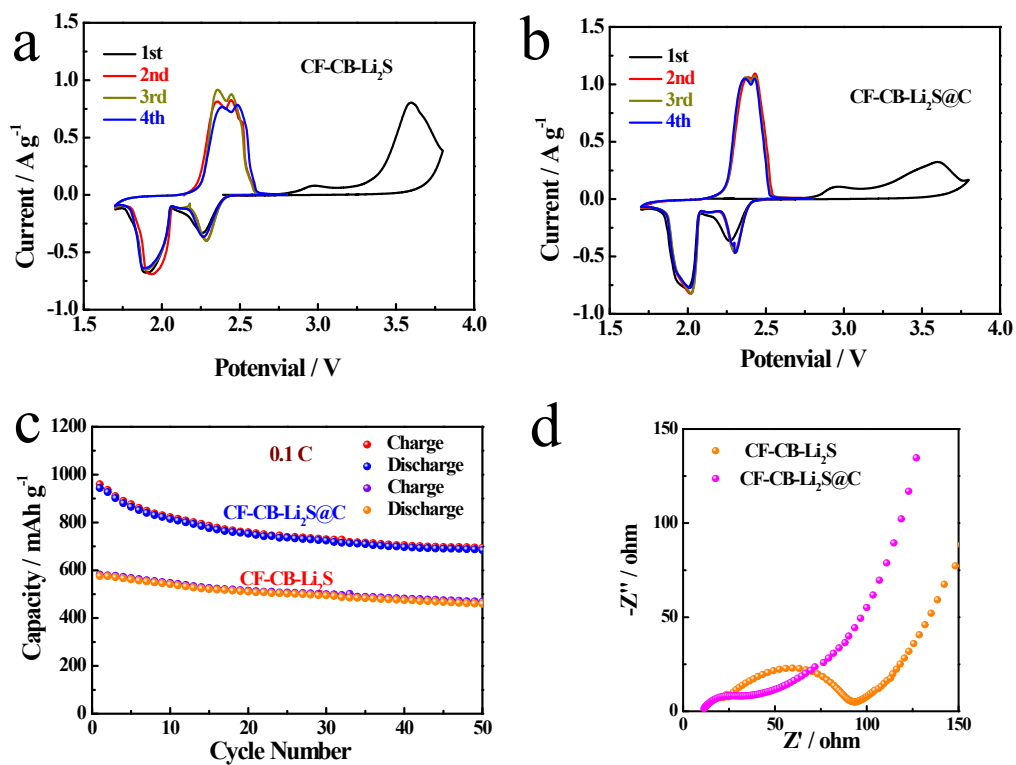 a
1.5
1.0
0.5
0.0
-0.5
-1.0
Current / A g-1
1st
2nd
3rd
4th
CF-CB-Li2S
1.5 2.0 2.5 3.0 3.5 4.0
Potenvial / V
b
1.5
1.0
0.5
0.0
-0.5
-1.0
Current / A g-1
1st
2nd
3rd
4th
CF-CB-Li2S@C
1.5 2.0 2.5 3.0 3.5 4.0
Potenvial / V
c
1200
1000
800
600
400
200
0
Capacity / mAh g-1
0.1 C
Charge
Discharge
Charge
Discharge
CF-CB-Li2S@C
CF-CB-Li2S
0 10 20 30 40 50
Cycle Number
d
150
100
50
0
-Z'' / ohm
CF-CB-Li2S
CF-CB-Li2S@C
0 50 100 150
Z' / ohm